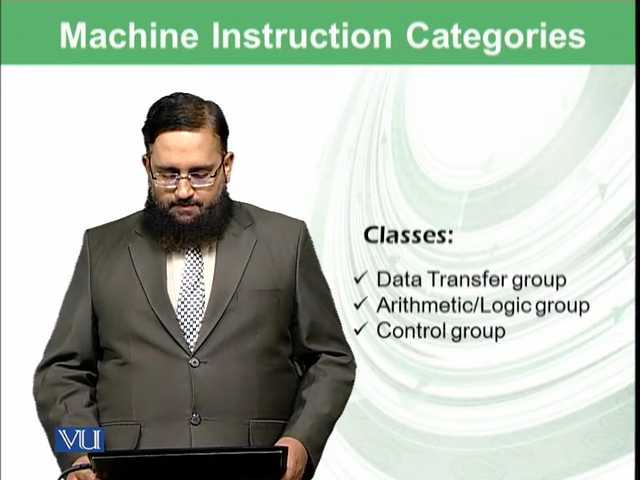 Machine Instruction Categories
Classes:
✓ Data Transfer group
✓ Arithmetic/Logic group
✓ Control group
VU